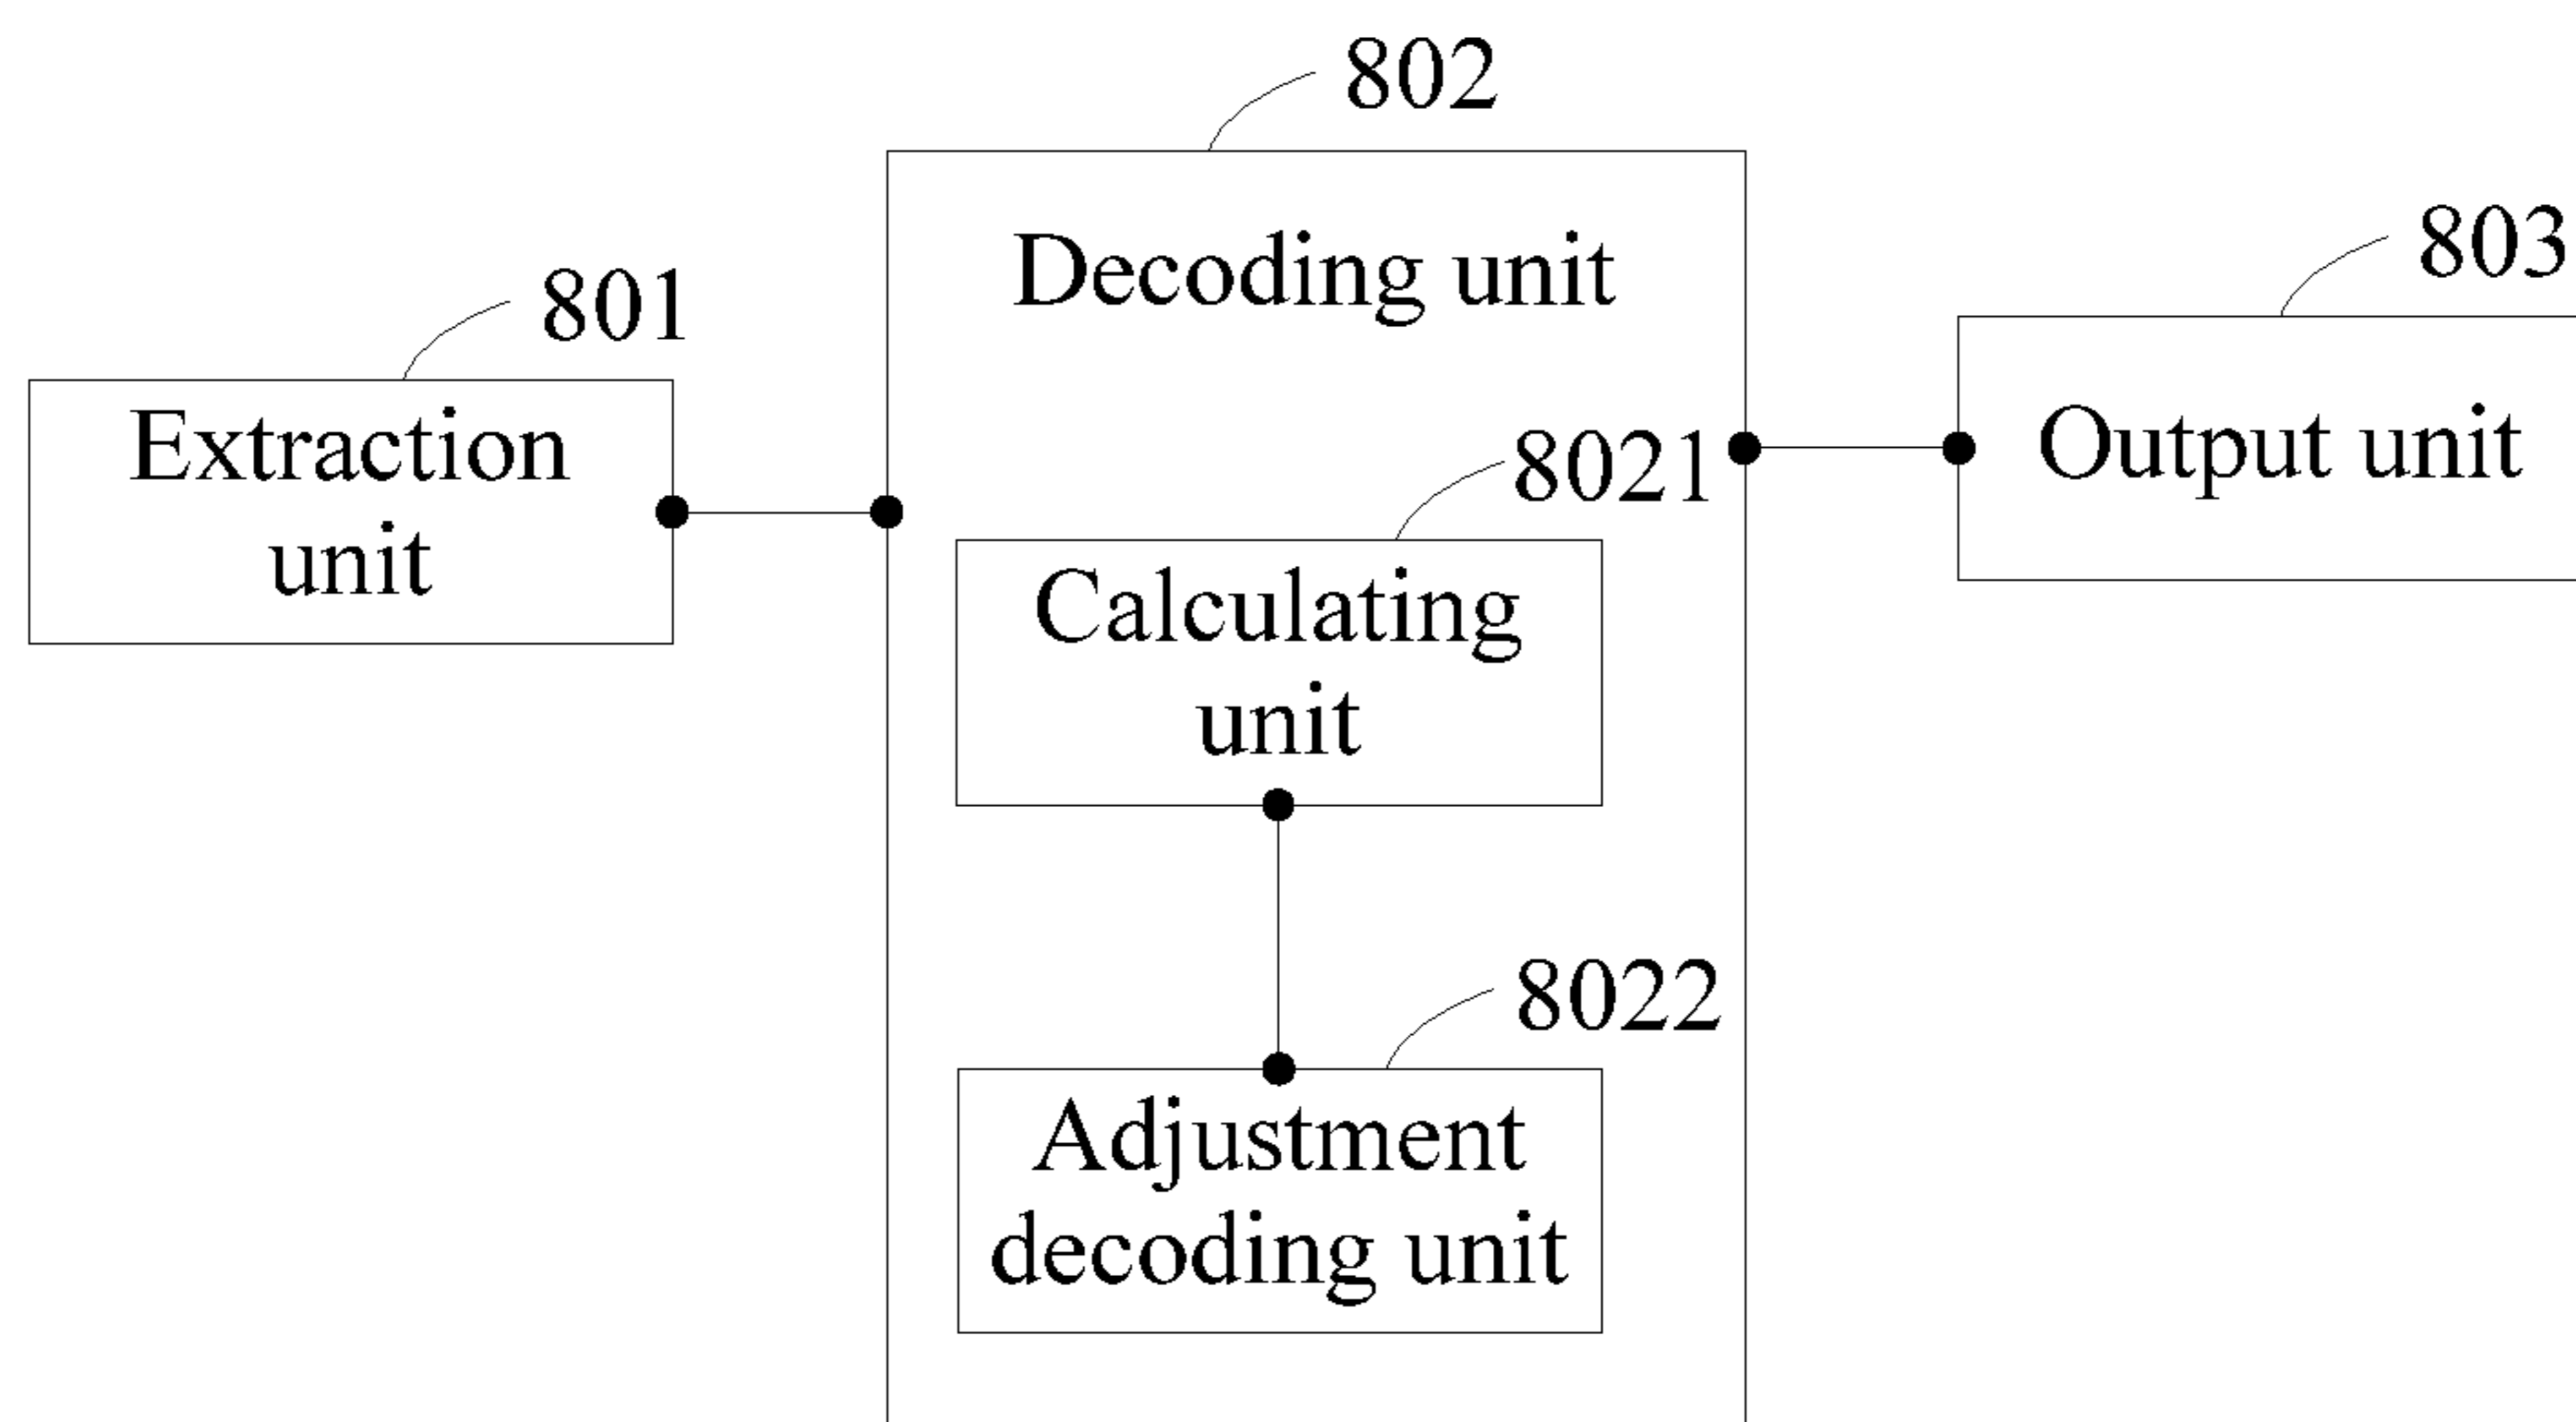 802
Decoding unit
803
801
Extraction
unit
Output unit
8021
Calculating
unit
8022
Adjustment
decoding unit